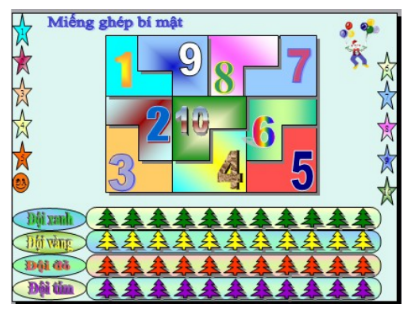 Miếng ghép bí mật
1 9 8 7
2 10 6
3 4 5
Đội xanh
Đội vàng
Đội đỏ
Đội tím